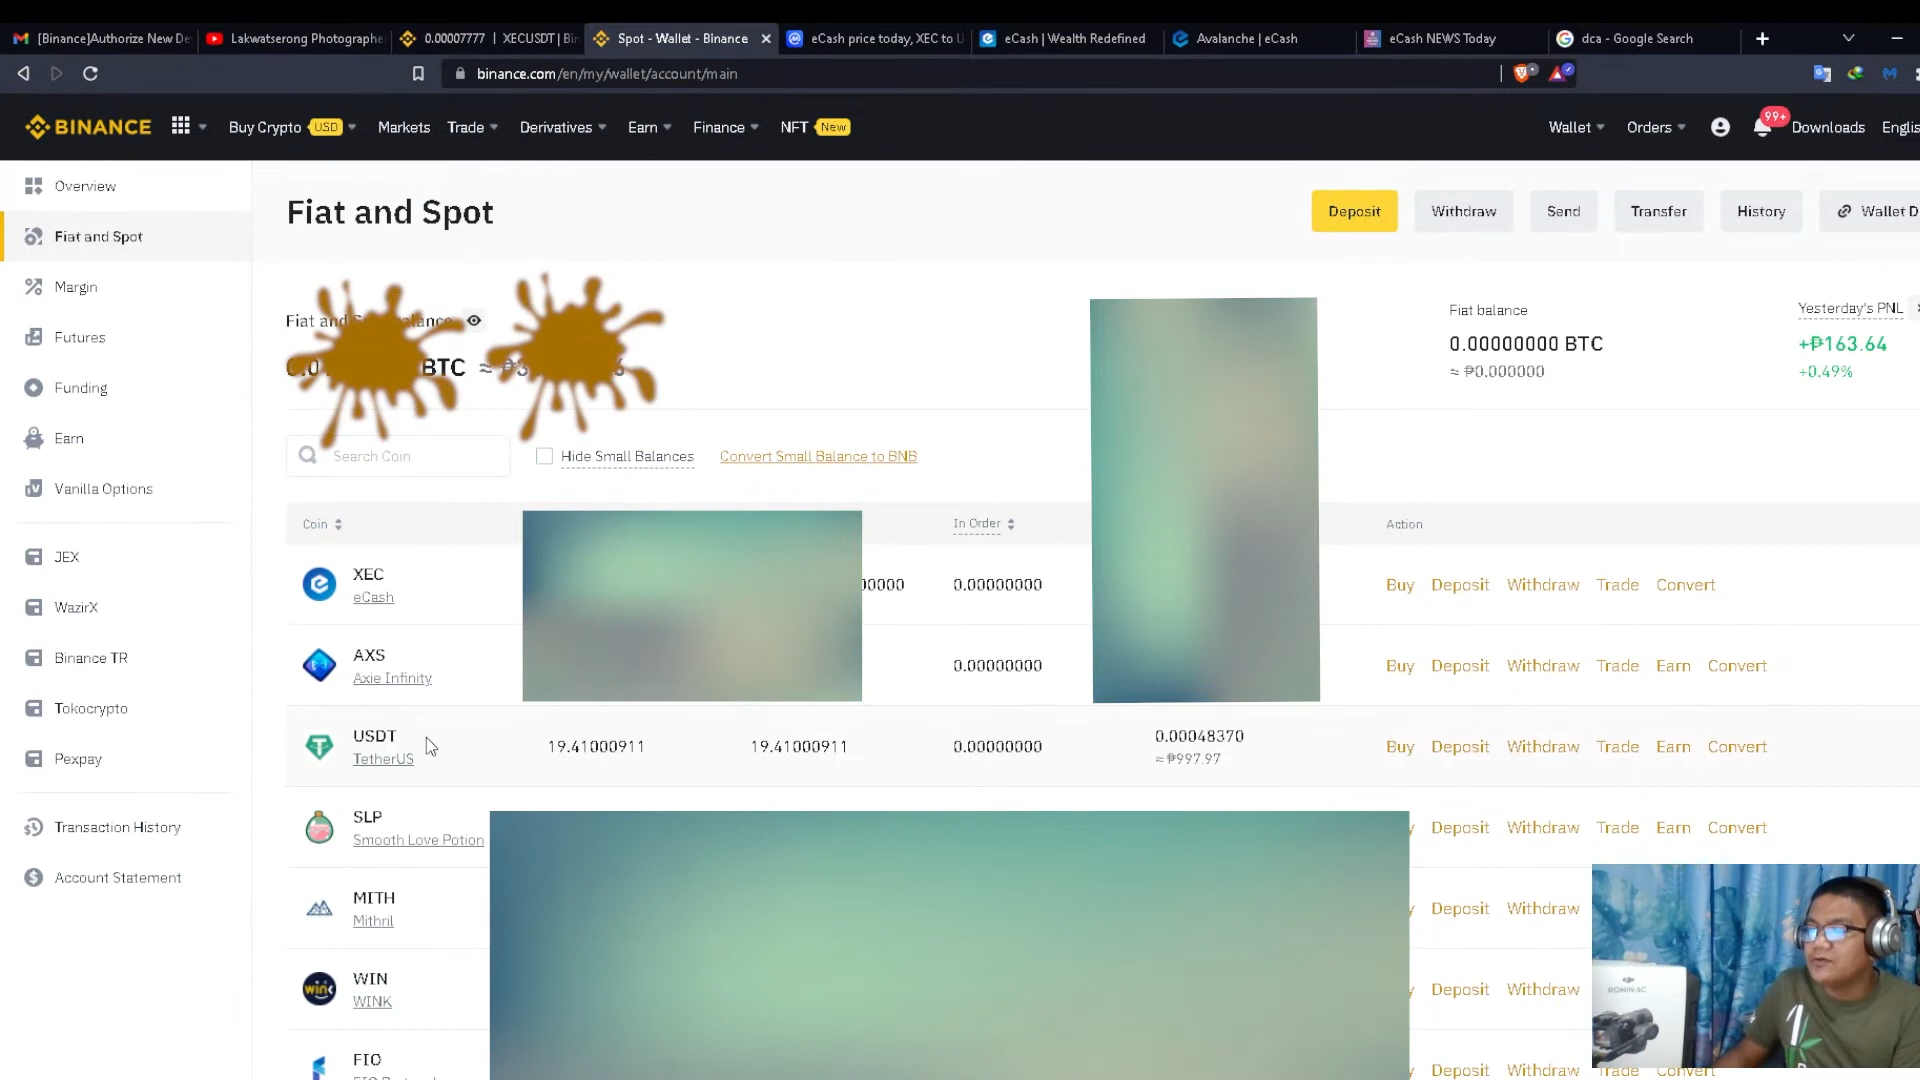 [Binance]Authorize New De
Lakwatserong Photographe
0.00007777 | XECUSDT | Bin
Spot - Wallet - Binance
eCash price today, XEC to U
eCash | Wealth Redefined
Avalanche | eCash
eCash NEWS Today
dca - Google Search
binance.com/en/my/wallet/account/main
BINANCE
Buy Crypto USD
Markets
Trade
Derivatives
Earn
Finance
NFT New
Wallet
Orders
99+
Downloads
Englis
Overview
Fiat and Spot
Margin
Futures
Funding
Earn
Vanilla Options
JEX
WazirX
Binance TR
Tokocrypto
Pexpay
Transaction History
Account Statement
Fiat and Spot
Deposit
Withdraw
Send
Transfer
History
Wallet D
Fiat and
BTC ≈
Fiat balance
0.00000000 BTC
≈ ₱0.000000
Yesterday's PNL
+₱163.64
+0.49%
Search Coin
Hide Small Balances
Convert Small Balance to BNB
Coin
In Order
Action
XEC
eCash
00000
0.00000000
Buy Deposit Withdraw Trade Convert
AXS
Axie Infinity
0.00000000
Buy Deposit Withdraw Trade Earn Convert
USDT
TetherUS
19.41000911
19.41000911
0.00000000
0.00048370
≈ ₱997.97
Buy Deposit Withdraw Trade Earn Convert
SLP
Smooth Love Potion
y Deposit Withdraw Trade Earn Convert
MITH
Mithril
y Deposit Withdraw
WIN
WINK
y Deposit Withdraw
FIO
Deposit Withdraw Convert
DJI
RONIN-SC